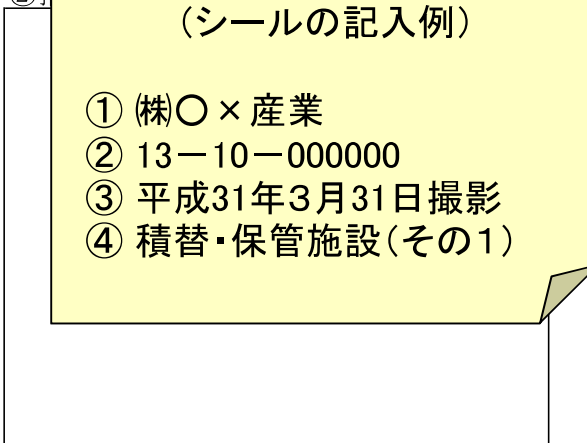 (シールの記入例)
① ㈱○×産業
② 13－10－000000
③ 平成31年３月31日撮影
④ 積替・保管施設(その１)